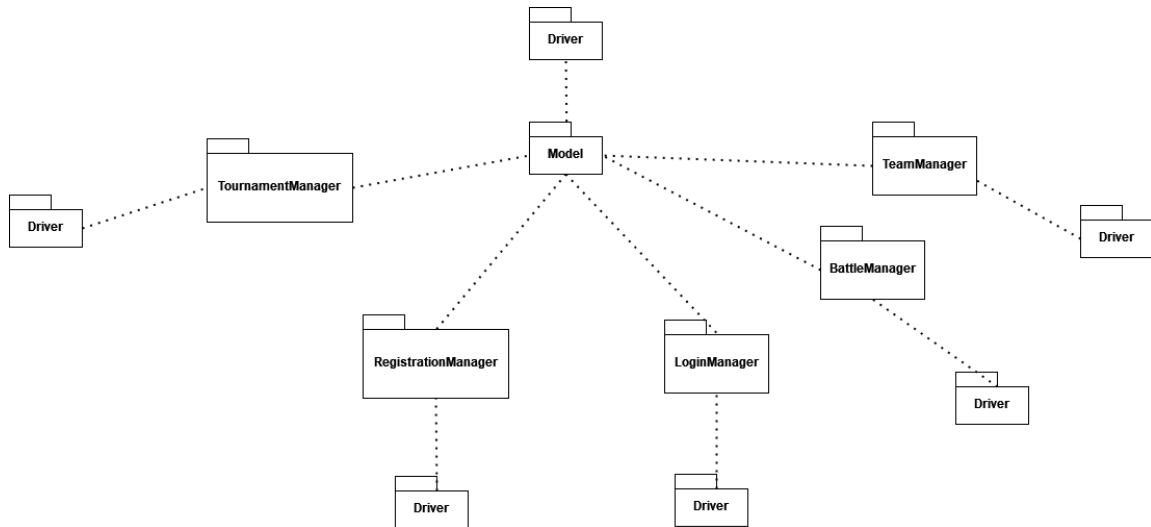 Driver
Model
TournamentManager
TeamManager
Driver
Driver
BattleManager
RegistrationManager
LoginManager
Driver
Driver
Driver